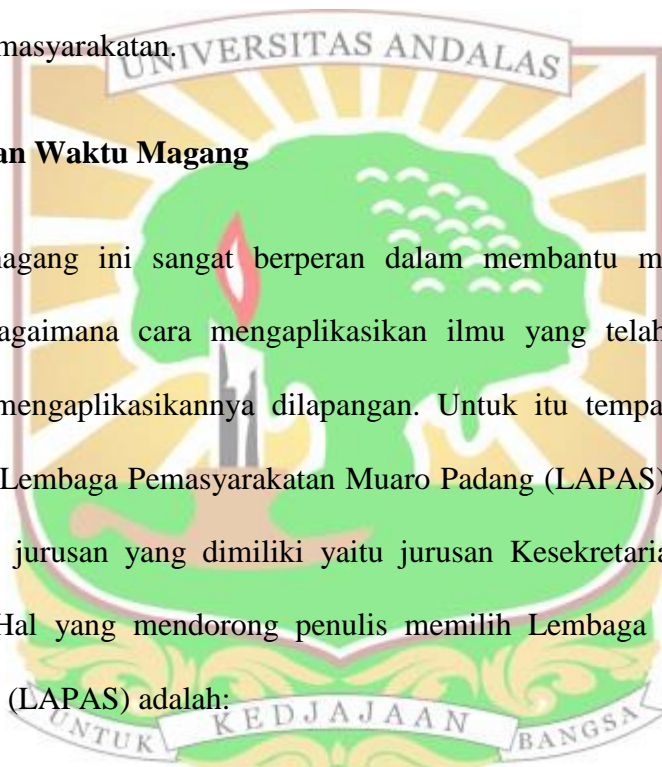 masyarakatan.
UNIVERSITAS ANDALAS
an Waktu Magang
agang ini sangat berperan dalam membantu m
agaimana cara mengaplikasikan ilmu yang telah
mengaplikasikannya dilapangan. Untuk itu tempa
Lembaga Pemasyarakatan Muaro Padang (LAPAS)
jurusan yang dimiliki yaitu jurusan Kesekretaria
Hal yang mendorong penulis memilih Lembaga
(LAPAS) adalah:
UNTUK KEDJAJAAN BANGSA